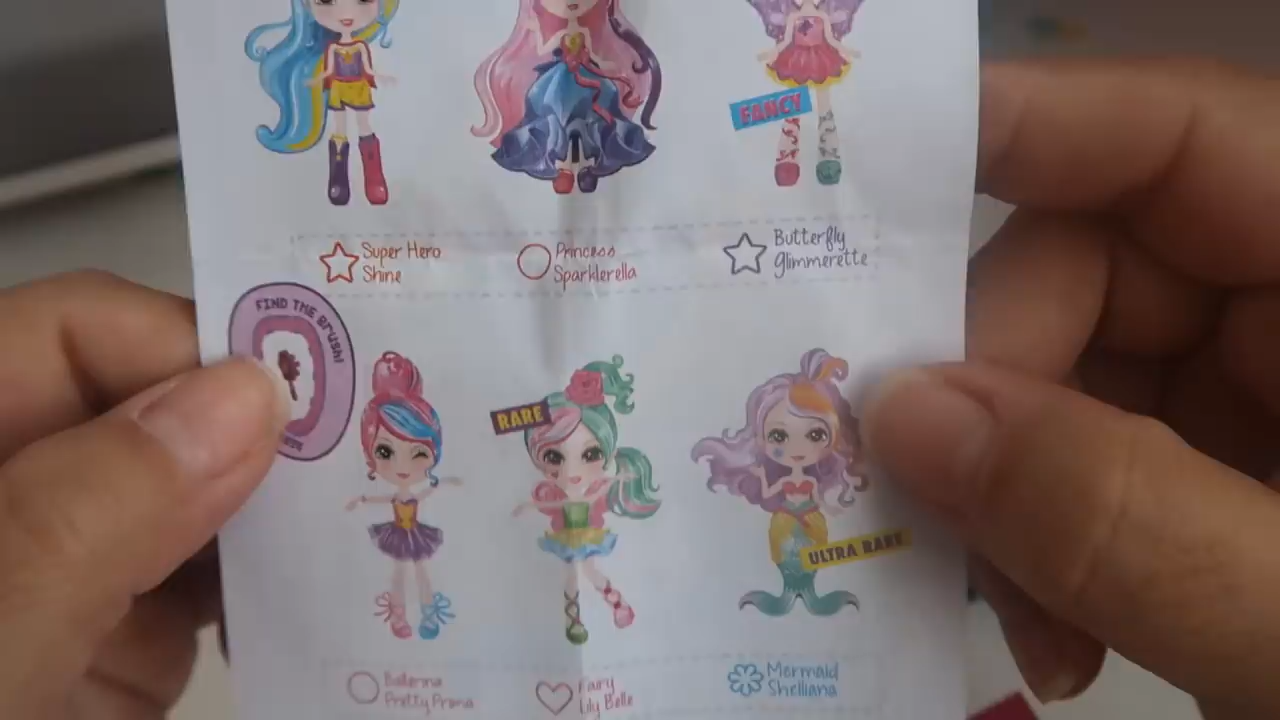 FANCY
Super Hero
Shine
Princess
Sparklerella
Butterfly
Glimmerette
FIND THE BRUSH!
RARE
ULTRA RARE
Ballerina
Pretty Prama
Fairy
Lily Belle
Mermaid
Shelliana